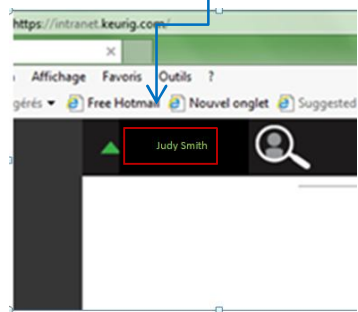 https://intranet.keurig.com/
Affichage Favoris Outils ?
gérés Free Hotmail Nouvel onglet Suggested
Judy Smith